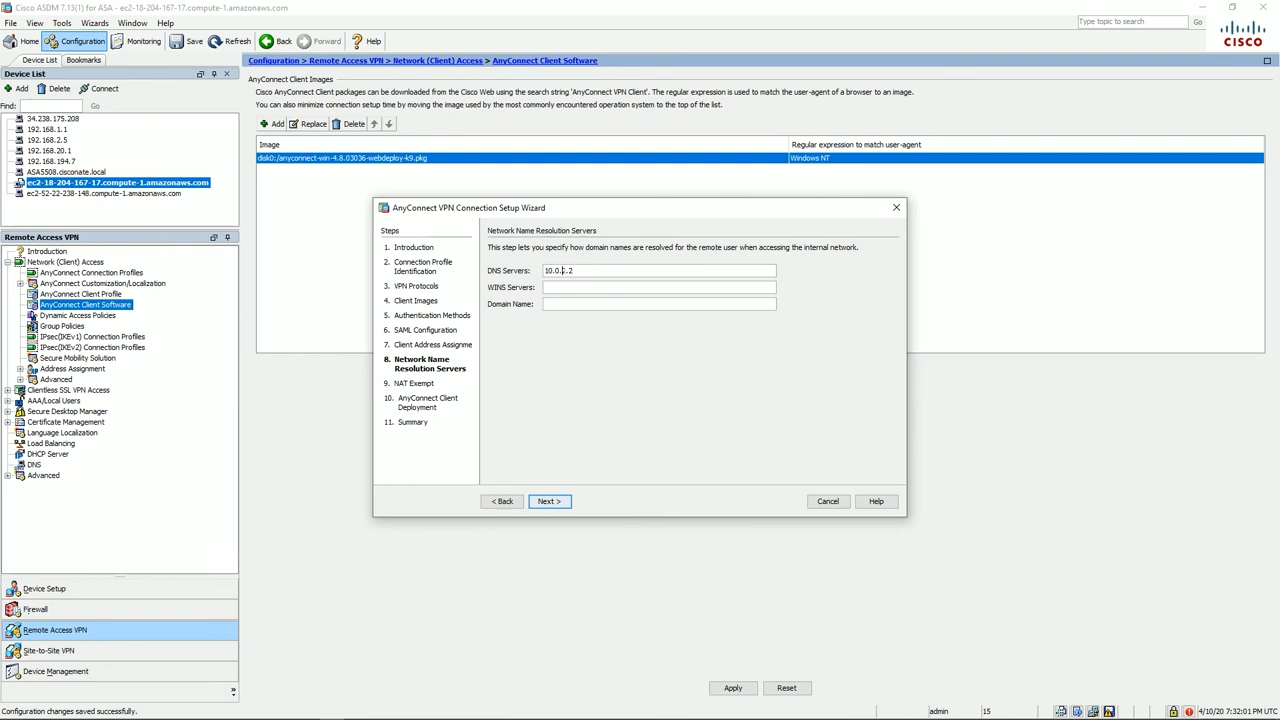 Cisco ASDM 7.13(1) for ASA - ec2-18-204-167-17.compute-1.amazonaws.com
File View Tools Wizards Window Help
Type topic to search Go
Home Configuration Monitoring Save Refresh Back Forward Help
CISCO
Device List Bookmarks
Device List
Add Delete Connect
Find: Go
34.238.175.208
192.168.1.1
192.168.2.5
192.168.20.1
192.168.194.7
ASA5508.cisconate.local
ec2-18-204-167-17.compute-1.amazonaws.com
ec2-52-22-238-148.compute-1.amazonaws.com
Remote Access VPN
Introduction
Network (Client) Access
AnyConnect Connection Profiles
AnyConnect Customization/Localization
AnyConnect Client Profile
AnyConnect Client Software
Dynamic Access Policies
Group Policies
IPsec(IKEv1) Connection Profiles
IPsec(IKEv2) Connection Profiles
Secure Mobility Solution
Address Assignment
Advanced
Clientless SSL VPN Access
AAA/Local Users
Secure Desktop Manager
Certificate Management
Language Localization
Load Balancing
DHCP Server
DNS
Advanced
Device Setup
Firewall
Remote Access VPN
Site-to-Site VPN
Device Management
»
Configuration > Remote Access VPN > Network (Client) Access > AnyConnect Client Software
AnyConnect Client Images
Cisco AnyConnect Client packages can be downloaded from the Cisco Web using the search string 'AnyConnect VPN Client'. The regular expression is used to match the user-agent of a browser to an image.
You can also minimize connection setup time by moving the image used by the most commonly encountered operation system to the top of the list.
Add Replace Delete
Image Regular expression to match user-agent
disk0:/anyconnect-win-4.8.03036-webdeploy-k9.pkg Windows NT
AnyConnect VPN Connection Setup Wizard
Steps
1. Introduction
2. Connection Profile
Identification
3. VPN Protocols
4. Client Images
5. Authentication Methods
6. SAML Configuration
7. Client Address Assignme
8. Network Name
Resolution Servers
9. NAT Exempt
10. AnyConnect Client
Deployment
11. Summary
Network Name Resolution Servers
This step lets you specify how domain names are resolved for the remote user when accessing the internal network.
DNS Servers:
WINS Servers:
Domain Name:
< Back Next > Cancel Help
Apply Reset
Configuration changes saved successfully.
admin 15 4/10/20 7:32:01 PM UTC